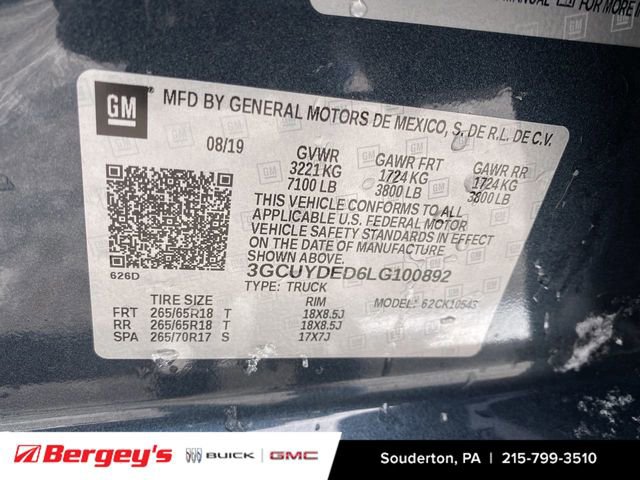 MANUAL
FOR MORE
GM
MFD BY GENERAL MOTORS DE MEXICO, S. DE R.L. DE C.V.
08/19
GVWR GAWR FRT GAWR RR
3221 KG 1724 KG 1724 KG
7100 LB 3800 LB 3800 LB
THIS VEHICLE CONFORMS TO ALL
APPLICABLE U.S. FEDERAL MOTOR
VEHICLE SAFETY STANDARDS IN EFFECT
ON THE DATE OF MANUFACTURE
SHOWN ABOVE.
626D
3GCUYDED6LG100892
TYPE: TRUCK MODEL: 62CK10543
TIRE SIZE RIM
FRT 265/65R18 T 18X8.5J
RR 265/65R18 T 18X8.5J
SPA 265/70R17 S 17X7J
Bergey's BUICK GMC Souderton, PA | 215-799-3510